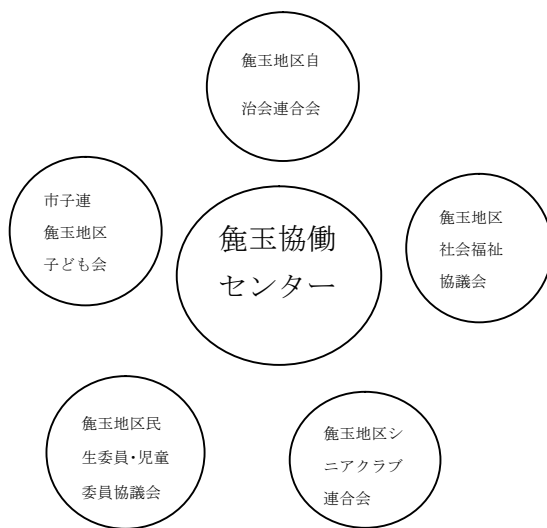 麁玉地区自
治会連合会
市子連
麁玉地区
子ども会
麁玉協働
センター
麁玉地区
社会福祉
協議会
麁玉地区民
生委員・児童
委員協議会
麁玉地区シ
ニアクラブ
連合会